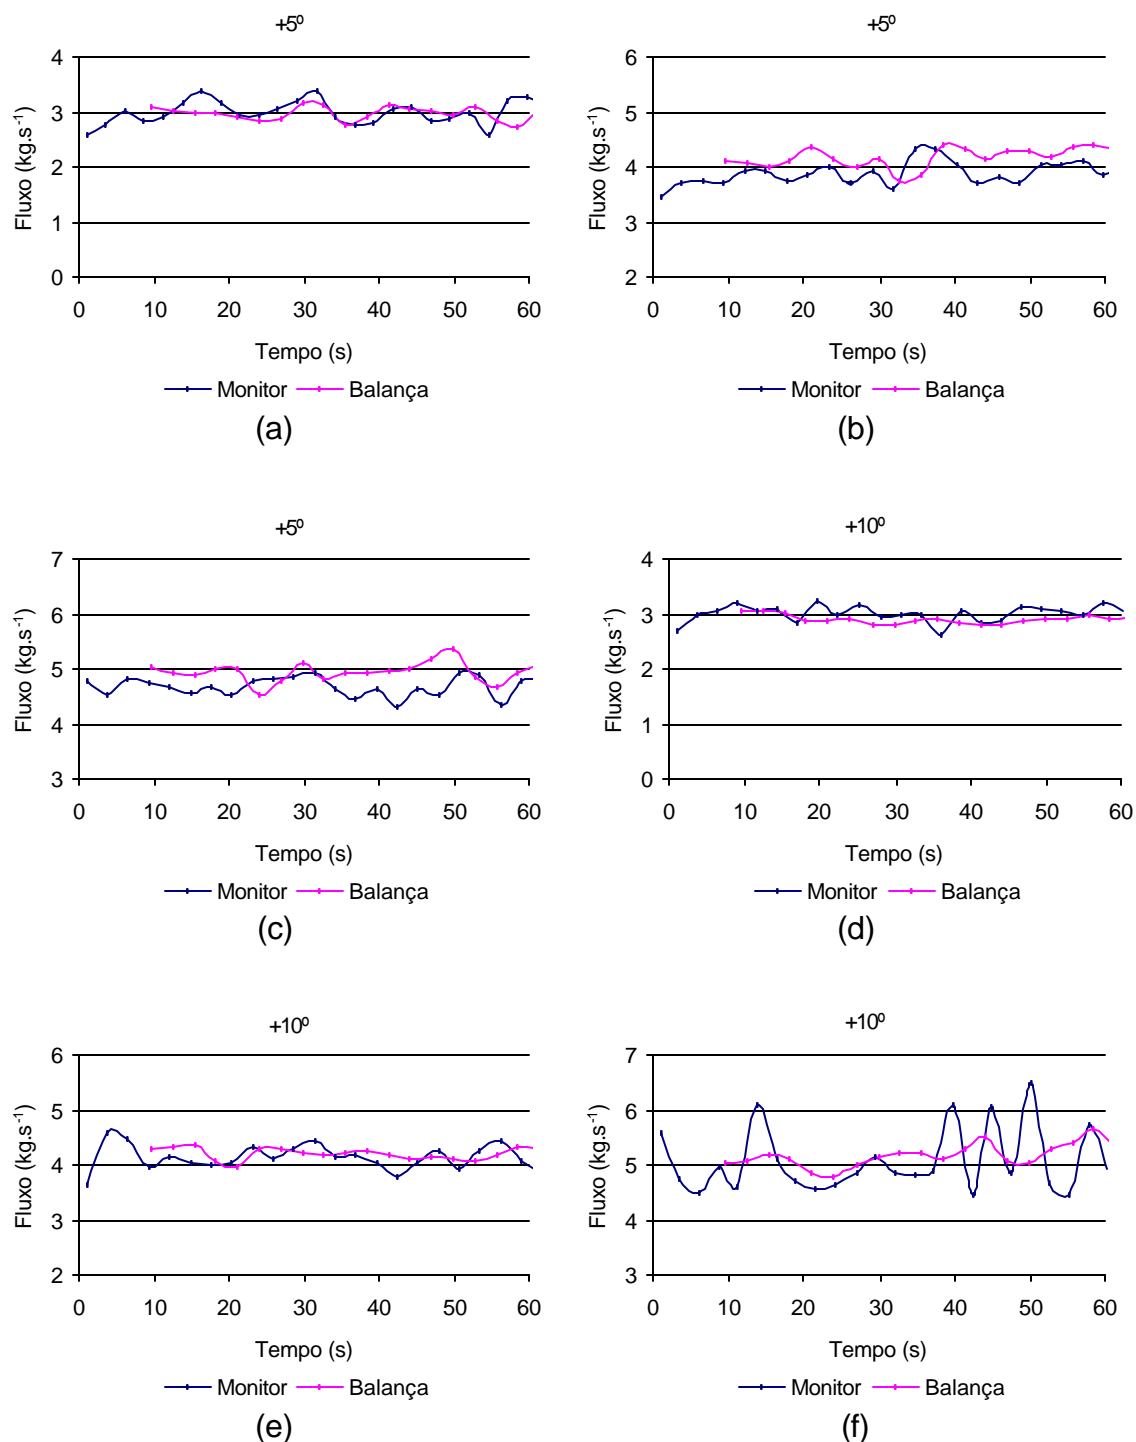 +5º
Fluxo (kg.s⁻¹)
4
3
2
1
0
0 10 20 30 40 50 60
Tempo (s)
Monitor Balança
(a)
+5º
Fluxo (kg.s⁻¹)
6
5
4
3
2
0 10 20 30 40 50 60
Tempo (s)
Monitor Balança
(b)
+5º
Fluxo (kg.s⁻¹)
7
6
5
4
3
0 10 20 30 40 50 60
Tempo (s)
Monitor Balança
(c)
+10º
Fluxo (kg.s⁻¹)
4
3
2
1
0
0 10 20 30 40 50 60
Tempo (s)
Monitor Balança
(d)
+10º
Fluxo (kg.s⁻¹)
6
5
4
3
2
0 10 20 30 40 50 60
Tempo (s)
Monitor Balança
(e)
+10º
Fluxo (kg.s⁻¹)
7
6
5
4
3
0 10 20 30 40 50 60
Tempo (s)
Monitor Balança
(f)